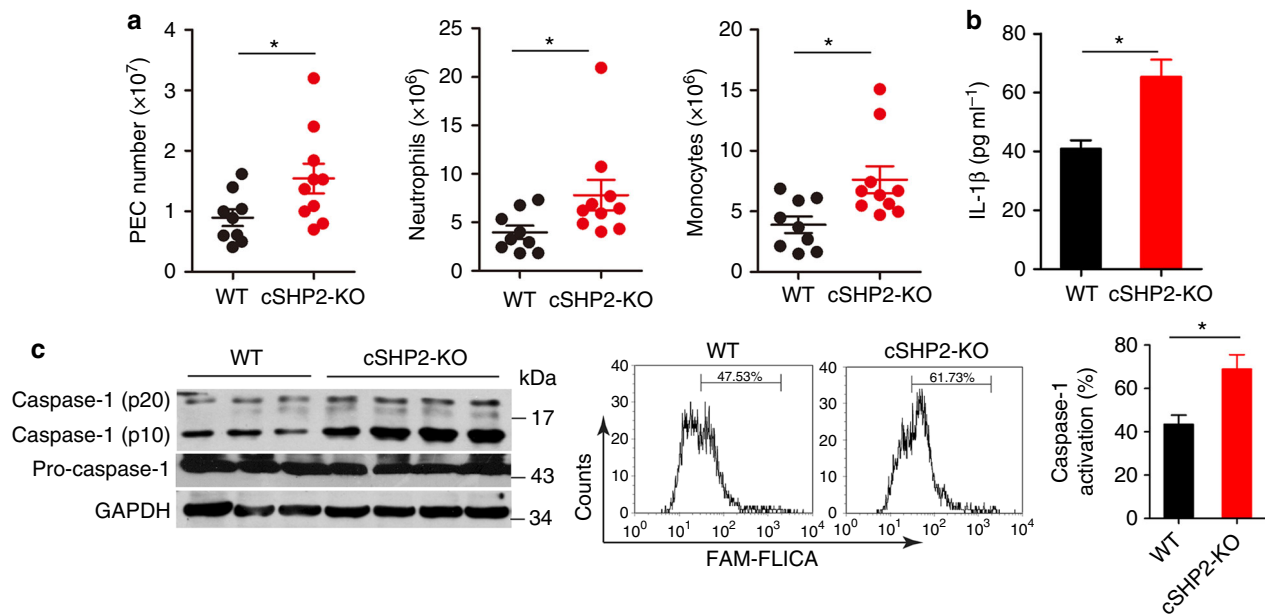 a
PEC number (×10⁷)
4
3
2
1
0
*
WT cSHP2-KO
Neutrophils (×10⁶)
25
20
15
10
5
0
*
WT cSHP2-KO
Monocytes (×10⁶)
20
15
10
5
0
*
WT cSHP2-KO
b
IL-1β (pg ml⁻¹)
80
60
40
20
0
*
WT cSHP2-KO
c
WT cSHP2-KO
kDa
Caspase-1 (p20)
17
Caspase-1 (p10)
Pro-caspase-1
43
GAPDH
34
WT
Counts
40
30
20
10
0
47.53%
10⁰ 10¹ 10² 10³ 10⁴
cSHP2-KO
40
30
20
10
0
61.73%
10⁰ 10¹ 10² 10³ 10⁴
FAM-FLICA
Caspase-1
activation (%)
80
60
40
20
0
*
WT
cSHP2-KO